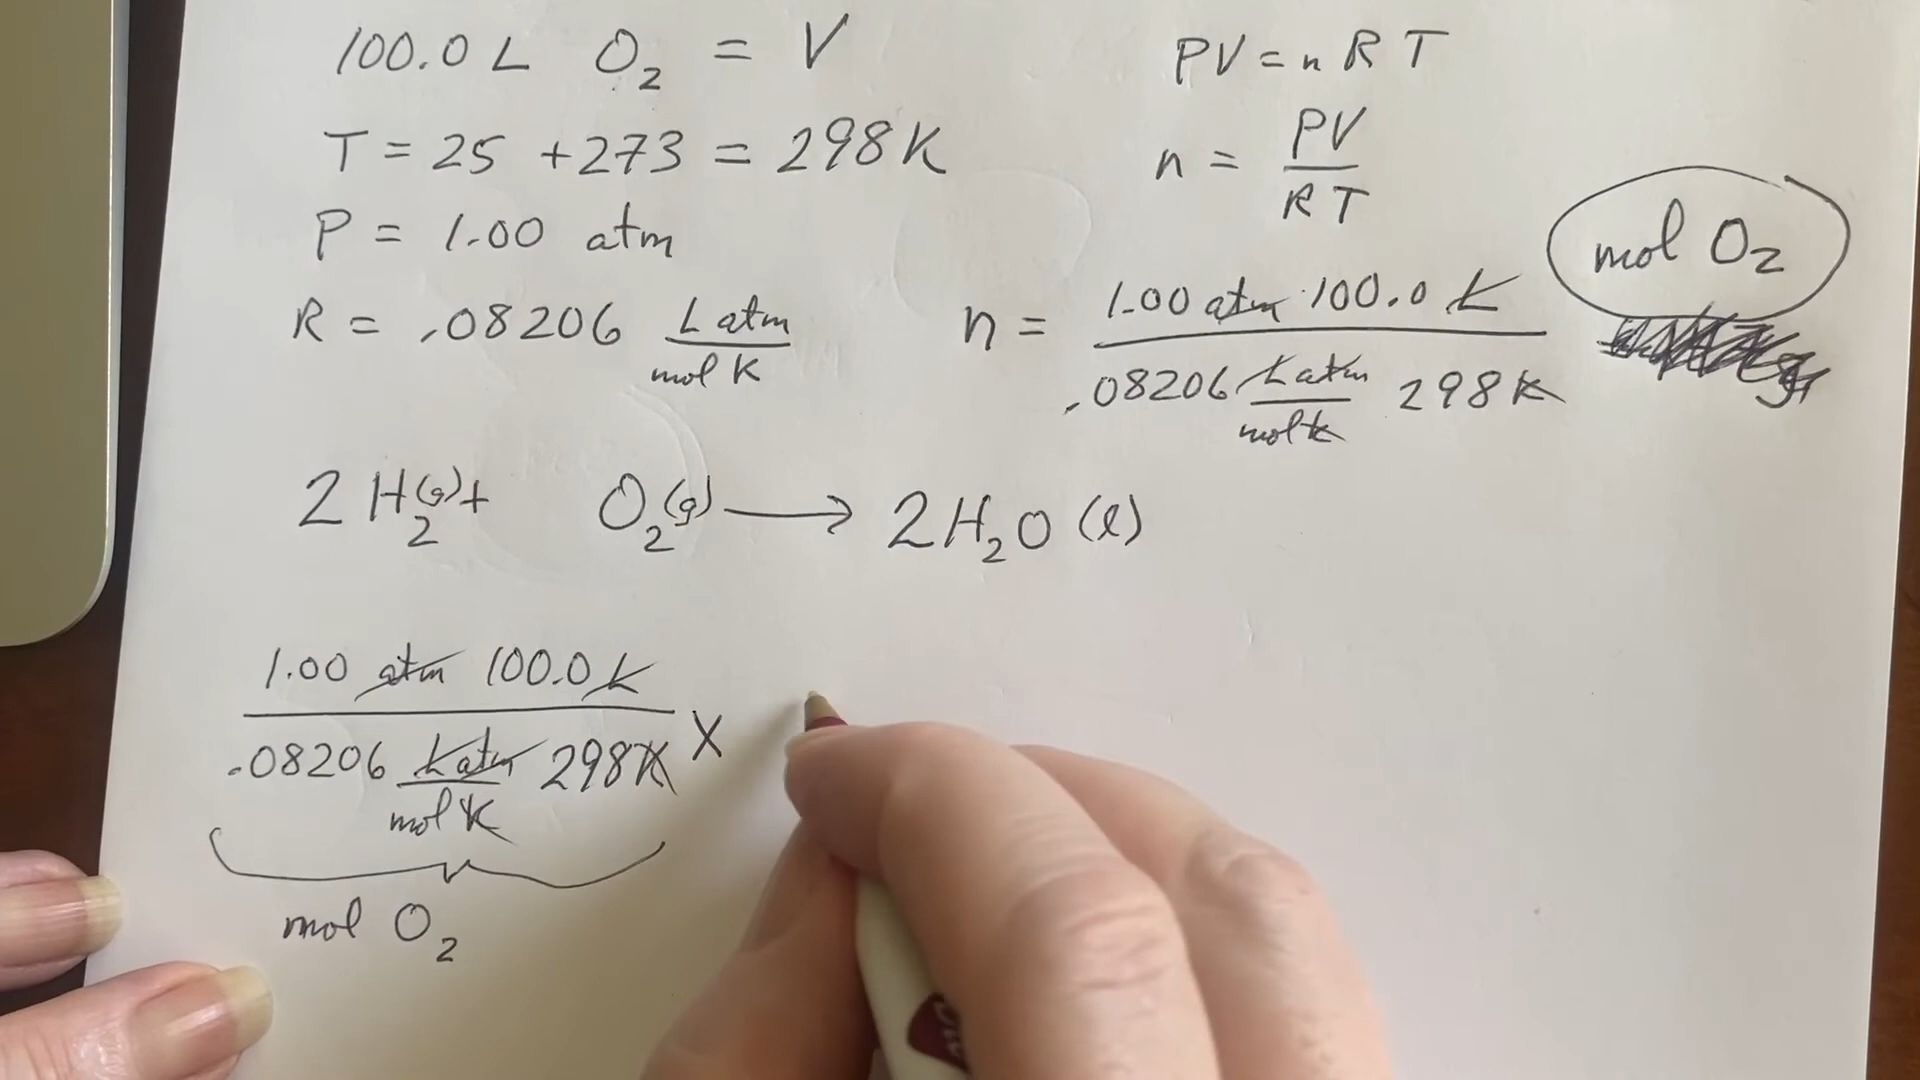 100.0 L O₂ = V
T = 25 + 273 = 298 K
P = 1.00 atm
R = .08206 L atm / mol K
PV = n R T
n = PV / RT
n = 1.00 atm · 100.0 L / .08206 L atm / mol K 298 K
mol O₂
2 H₂(g) + O₂(g) ⟶ 2 H₂O (l)
1.00 atm 100.0 L / .08206 L atm / mol K 298 K X
mol O₂